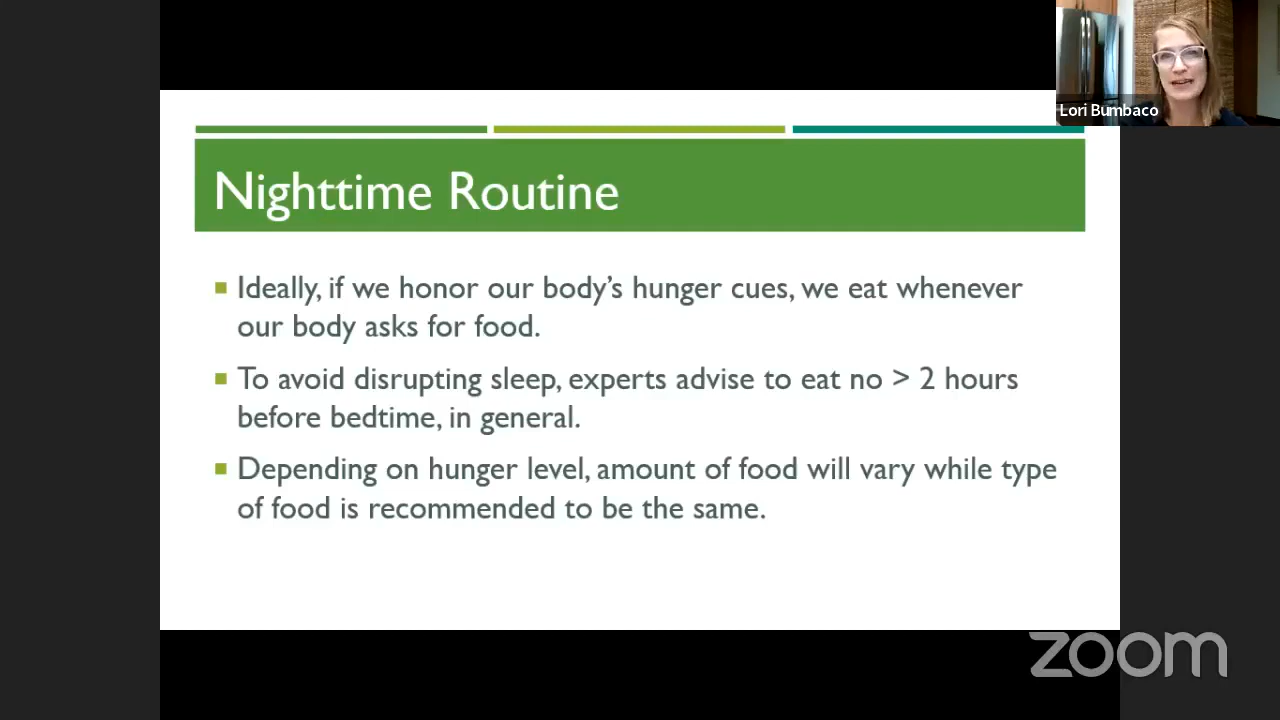 Lori Bumbaco
Nighttime Routine
Ideally, if we honor our body's hunger cues, we eat whenever
our body asks for food.
To avoid disrupting sleep, experts advise to eat no > 2 hours
before bedtime, in general.
Depending on hunger level, amount of food will vary while type
of food is recommended to be the same.
zoom